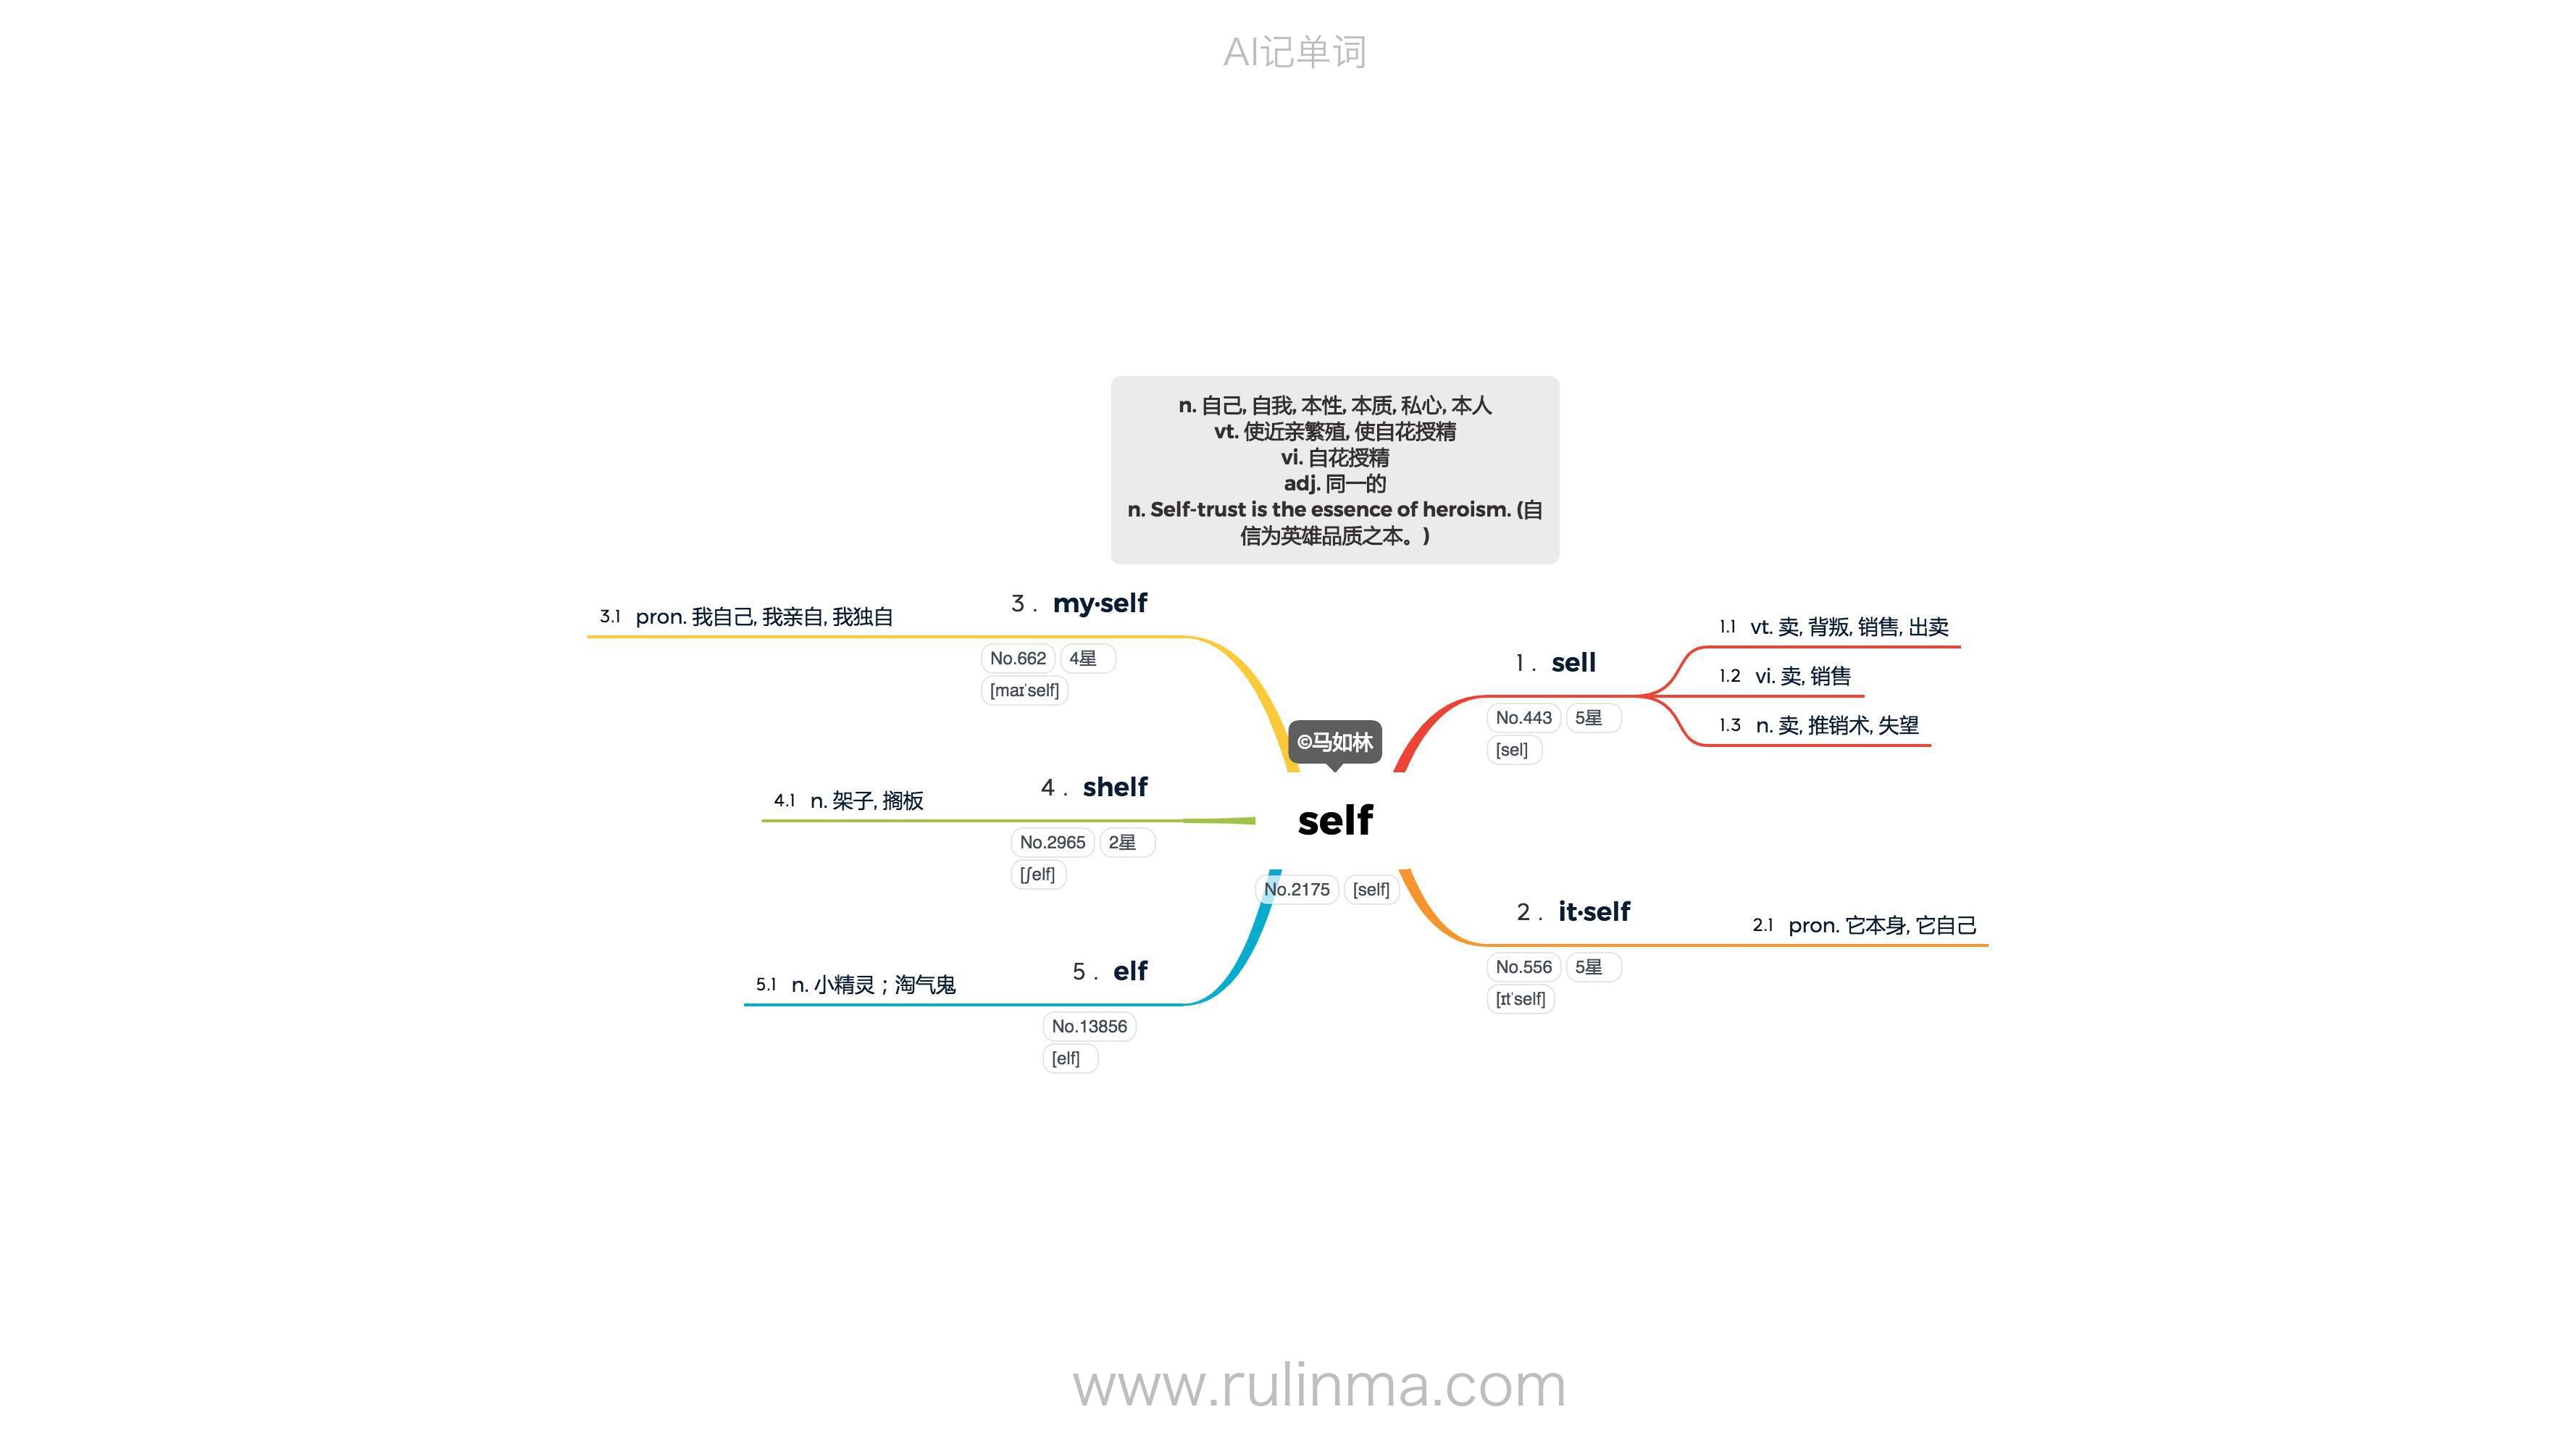 AI记单词
n. 自己, 自我, 本性, 本质, 私心, 本人
vt. 使近亲繁殖, 使自花授精
vi. 自花授精
adj. 同一的
n. Self-trust is the essence of heroism. (自
信为英雄品质之本。)
©马如林
self
No.2175 [self]
1. sell
No.443 5星
[sel]
1.1 vt. 卖, 背叛, 销售, 出卖
1.2 vi. 卖, 销售
1.3 n. 卖, 推销术, 失望
2. it·self
No.556 5星
[ɪtˈself]
2.1 pron. 它本身, 它自己
3. my·self
No.662 4星
[maɪˈself]
3.1 pron. 我自己, 我亲自, 我独自
4. shelf
No.2965 2星
[ʃelf]
4.1 n. 架子, 搁板
5. elf
No.13856
[elf]
5.1 n. 小精灵；淘气鬼
www.rulinma.com